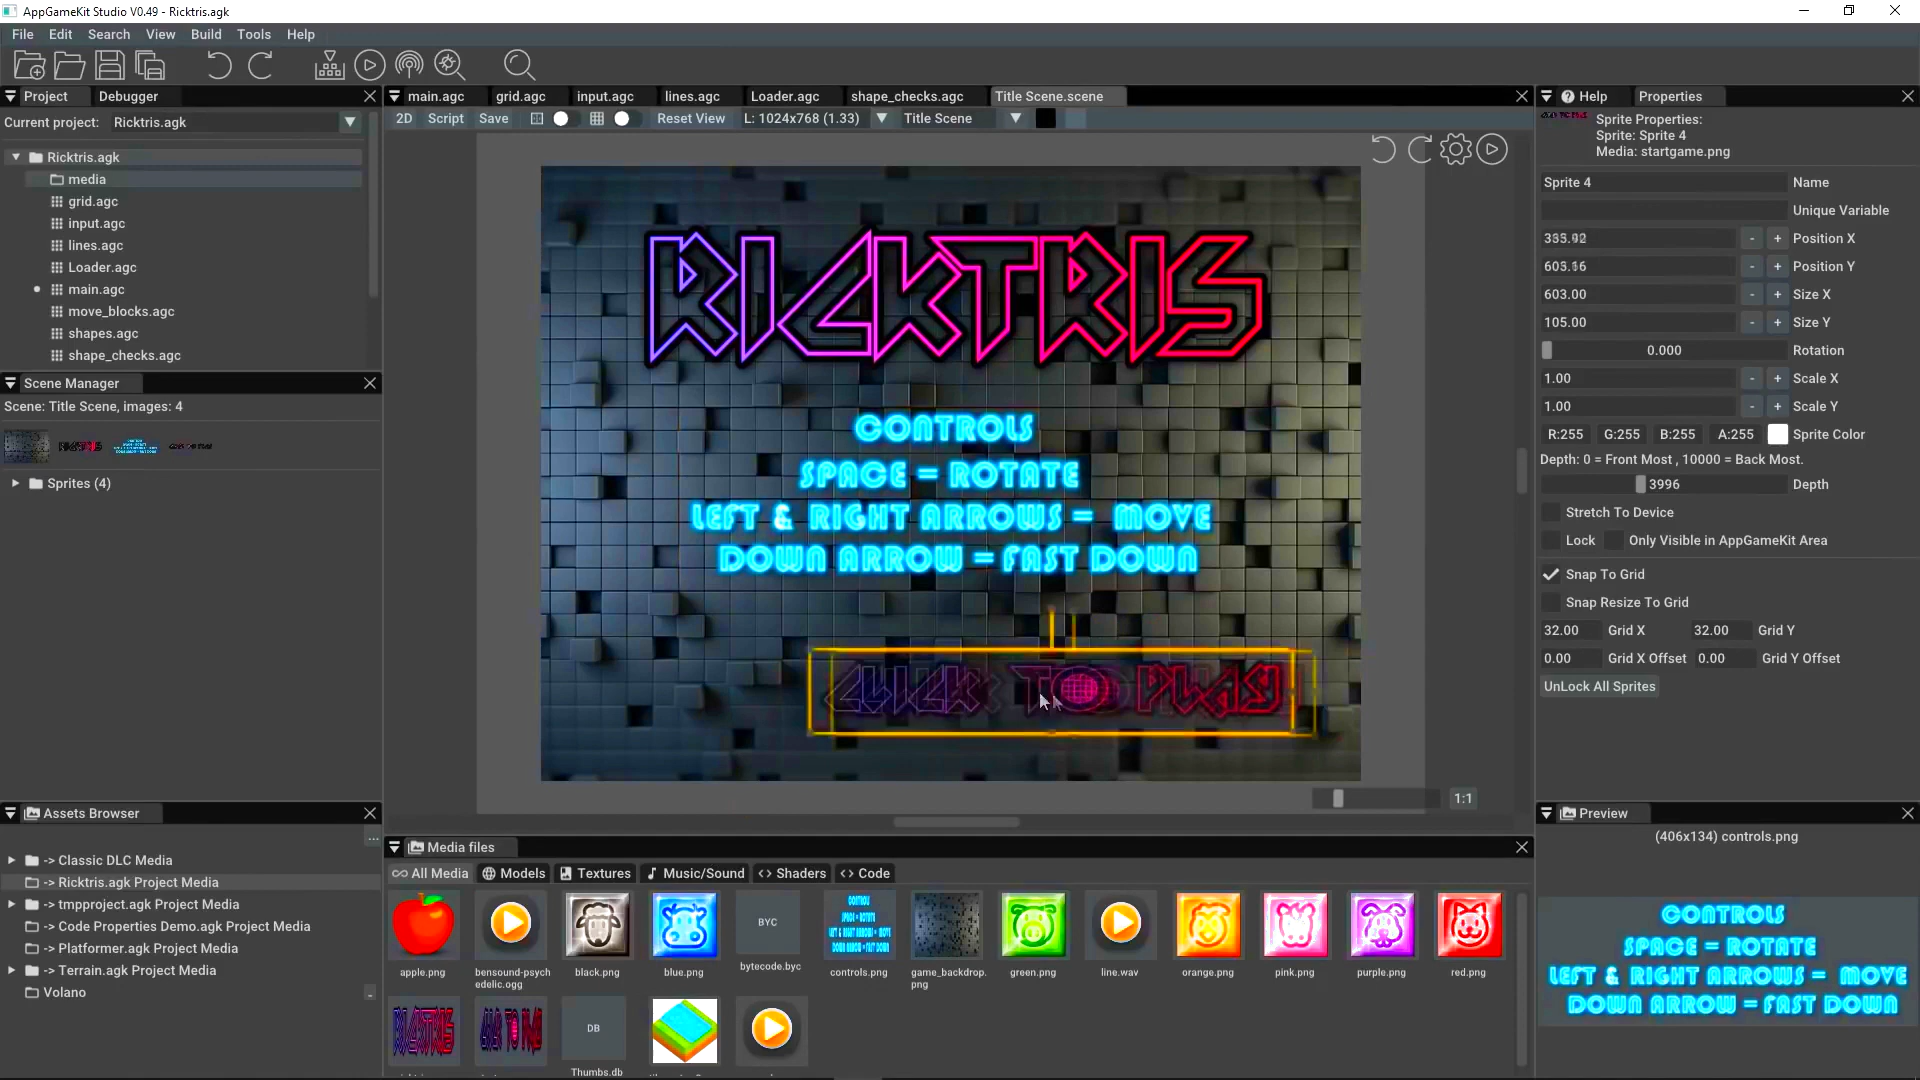 AppGameKit Studio V0.49 - Ricktris.agk
File Edit Search View Build Tools Help
Project Debugger
Current project: Ricktris.agk
Ricktris.agk
media
grid.agc
input.agc
lines.agc
Loader.agc
main.agc
move_blocks.agc
shapes.agc
shape_checks.agc
Scene Manager
Scene: Title Scene, images: 4
Sprites (4)
Assets Browser
...
-> Classic DLC Media
-> Ricktris.agk Project Media
-> tmpproject.agk Project Media
-> Code Properties Demo.agk Project Media
-> Platformer.agk Project Media
-> Terrain.agk Project Media
Volano
main.agc grid.agc input.agc lines.agc Loader.agc shape_checks.agc Title Scene.scene
2D Script Save Reset View L: 1024x768 (1.33) Title Scene
RICKTRIS
CONTROLS
SPACE = ROTATE
LEFT & RIGHT ARROWS = MOVE
DOWN ARROW = FAST DOWN
CLICK TO PLAY
1:1
Media files
All Media Models Textures Music/Sound Shaders Code
apple.png
bensound-psych
edelic.ogg
black.png
blue.png
BYC
bytecode.byc
controls.png
game_backdrop.
png
green.png
line.wav
orange.png
pink.png
purple.png
red.png
RICKTRIS
CLICK TO PLAY
DB
Thumbs.db
Help Properties
Sprite Properties:
Sprite: Sprite 4
Media: startgame.png
Sprite 4 Name
Unique Variable
Position X
Position Y
603.00 - + Size X
105.00 - + Size Y
0.000 Rotation
1.00 - + Scale X
1.00 - + Scale Y
R:255 G:255 B:255 A:255 Sprite Color
Depth: 0 = Front Most , 10000 = Back Most.
3996 Depth
Stretch To Device
Lock Only Visible in AppGameKit Area
Snap To Grid
Snap Resize To Grid
32.00 Grid X 32.00 Grid Y
0.00 Grid X Offset 0.00 Grid Y Offset
UnLock All Sprites
Preview
(406x134) controls.png
CONTROLS
SPACE = ROTATE
LEFT & RIGHT ARROWS = MOVE
DOWN ARROW = FAST DOWN